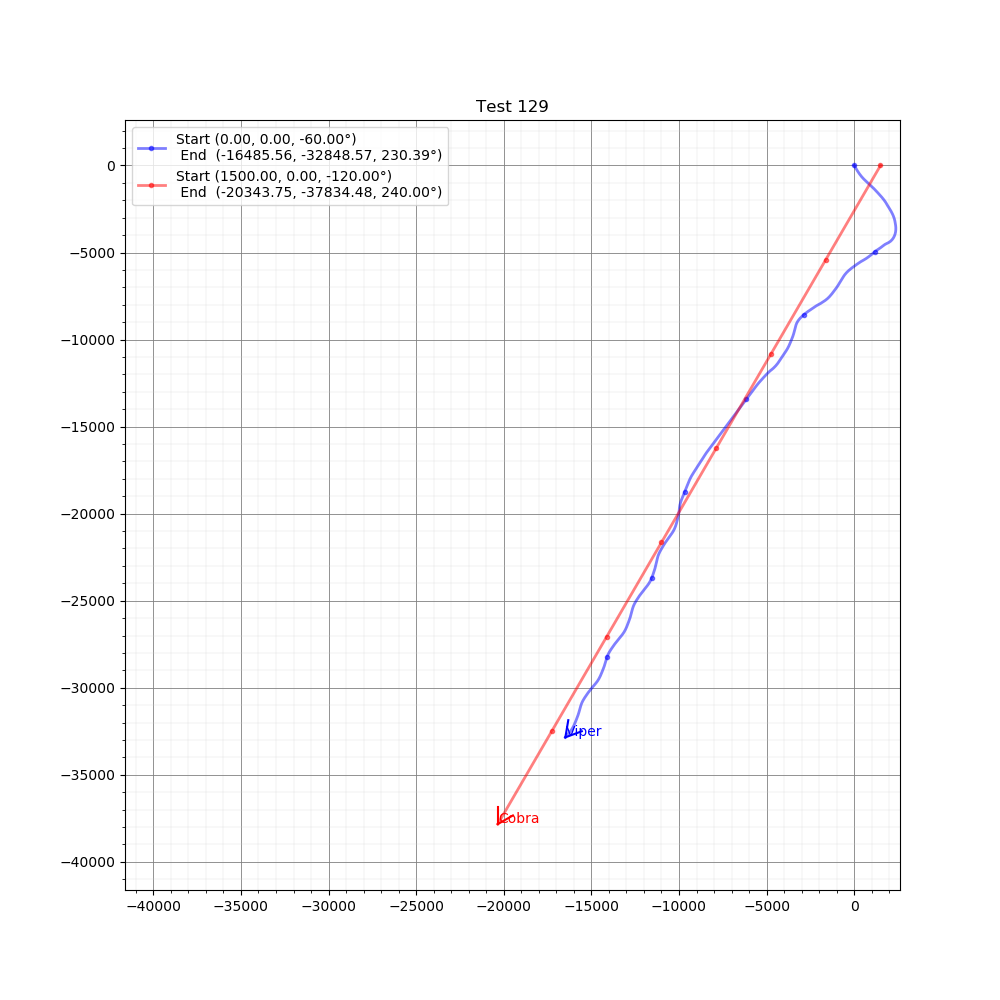 Test 129
Start (0.00, 0.00, -60.00°)
End (-16485.56, -32848.57, 230.39°)
Start (1500.00, 0.00, -120.00°)
End (-20343.75, -37834.48, 240.00°)
0
−5000
−10000
−15000
−20000
−25000
−30000
−35000
−40000
Viper
Cobra
−40000 −35000 −30000 −25000 −20000 −15000 −10000 −5000 0